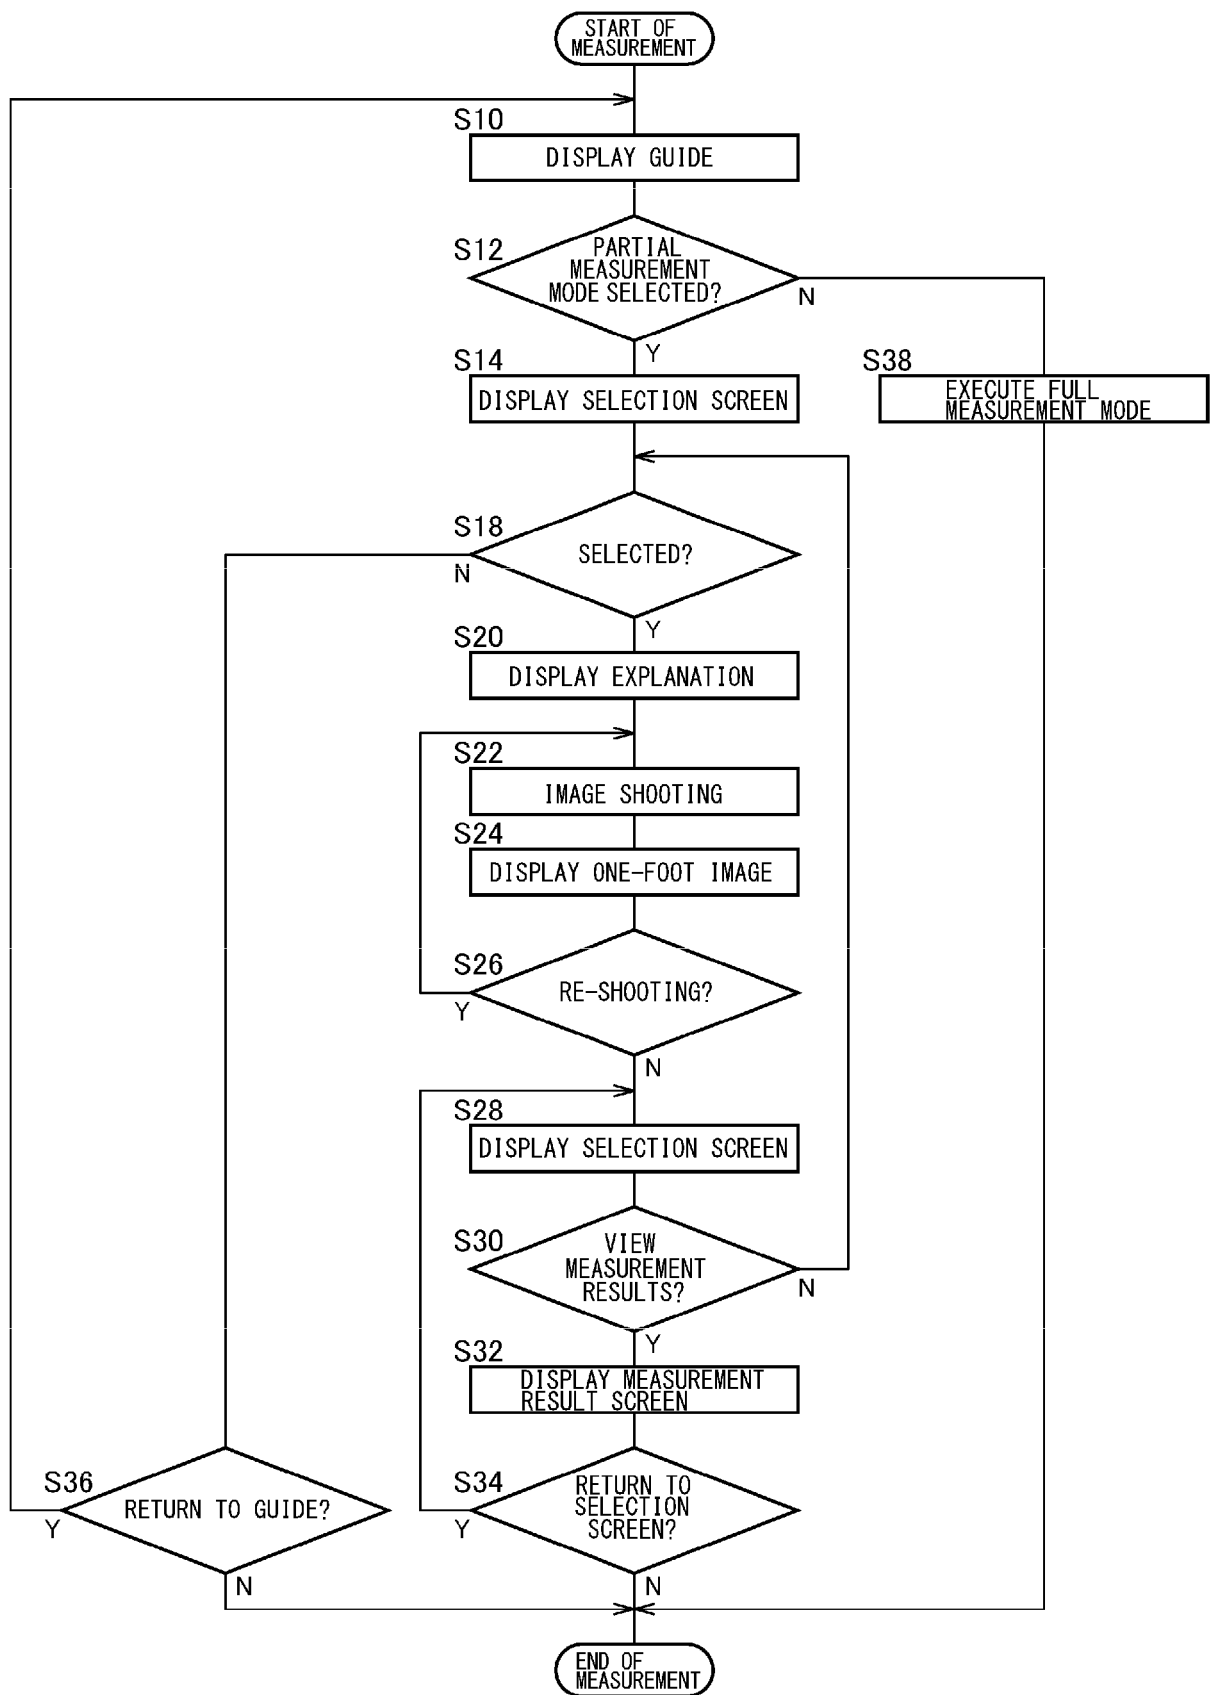 START OF
MEASUREMENT
S10
DISPLAY GUIDE
S12
PARTIAL
MEASUREMENT
MODE SELECTED?
N
Y
S14
DISPLAY SELECTION SCREEN
S38
EXECUTE FULL
MEASUREMENT MODE
S18
SELECTED?
N
Y
S20
DISPLAY EXPLANATION
S22
IMAGE SHOOTING
S24
DISPLAY ONE-FOOT IMAGE
S26
RE-SHOOTING?
Y
N
S28
DISPLAY SELECTION SCREEN
S30
VIEW
MEASUREMENT
RESULTS?
N
Y
S32
DISPLAY MEASUREMENT
RESULT SCREEN
S36
RETURN TO GUIDE?
Y
N
S34
RETURN TO
SELECTION
SCREEN?
Y
N
END OF
MEASUREMENT